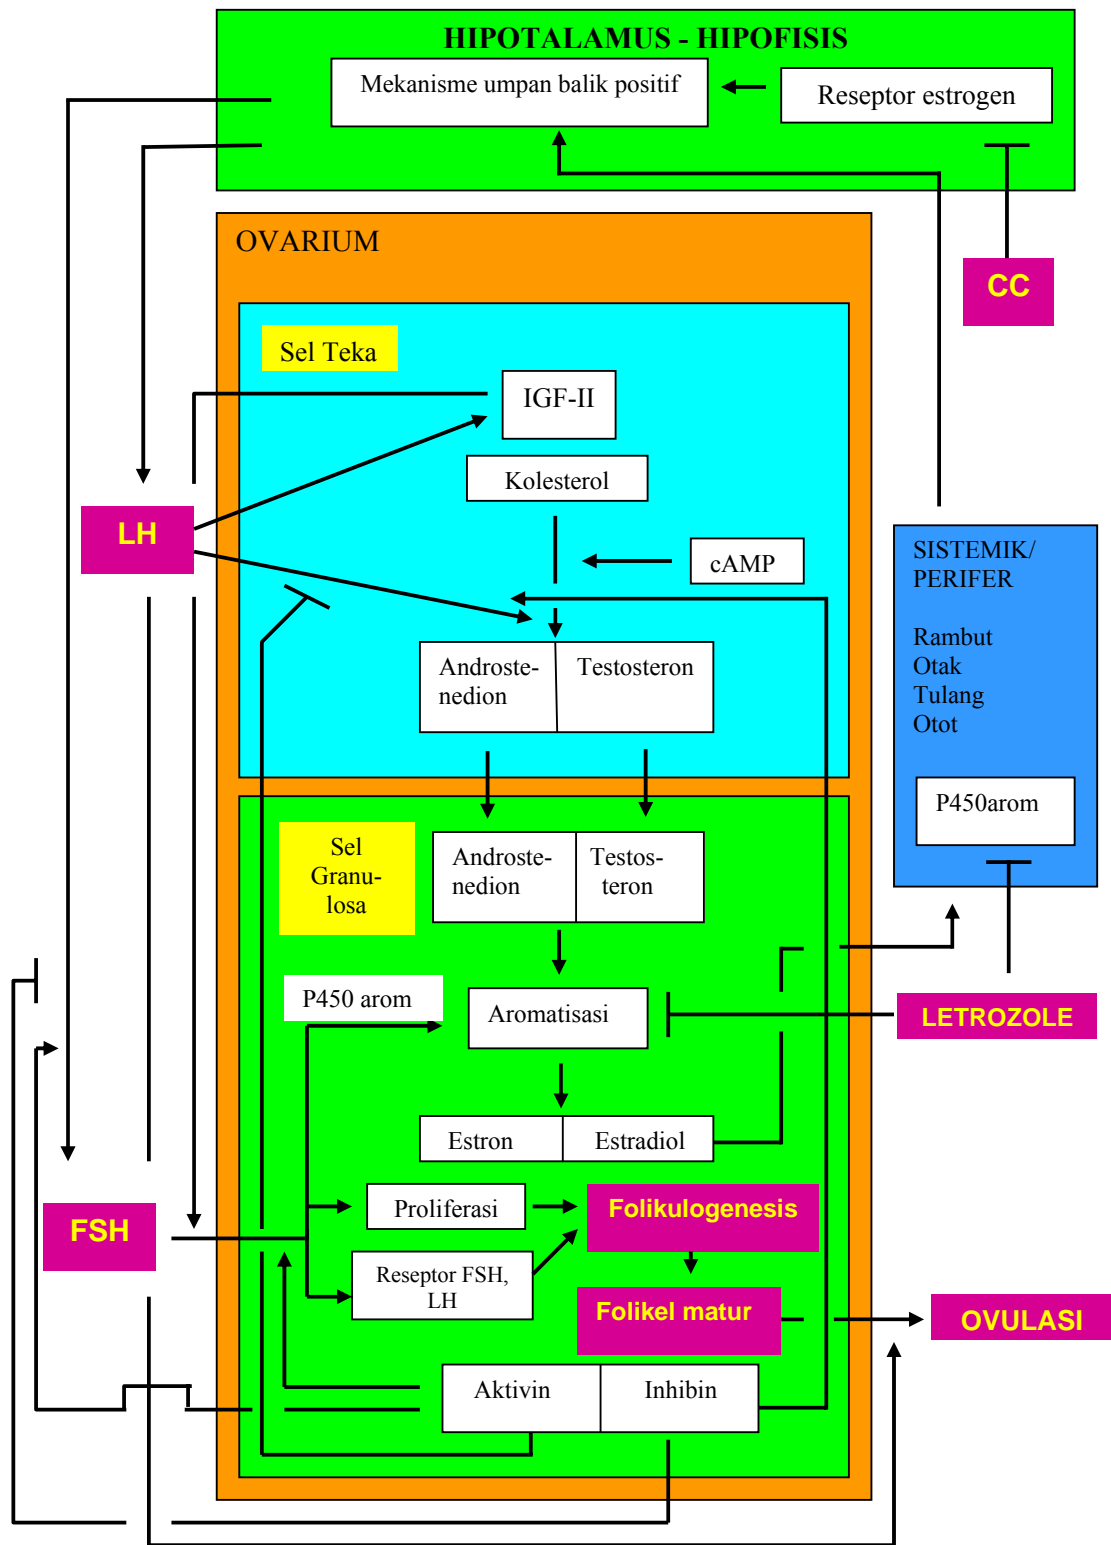 HIPOTALAMUS - HIPOFISIS
Mekanisme umpan balik positif
Reseptor estrogen
OVARIUM
CC
Sel Teka
IGF-II
Kolesterol
LH
cAMP
SISTEMIK/
PERIFER
Rambut
Otak
Tulang
Otot
P450arom
Androste-
nedion
Testosteron
Sel
Granu-
losa
Androste-
nedion
Testos-
teron
P450 arom
Aromatisasi
LETROZOLE
Estron
Estradiol
Proliferasi
Folikulogenesis
FSH
Reseptor FSH,
LH
Folikel matur
OVULASI
Aktivin
Inhibin